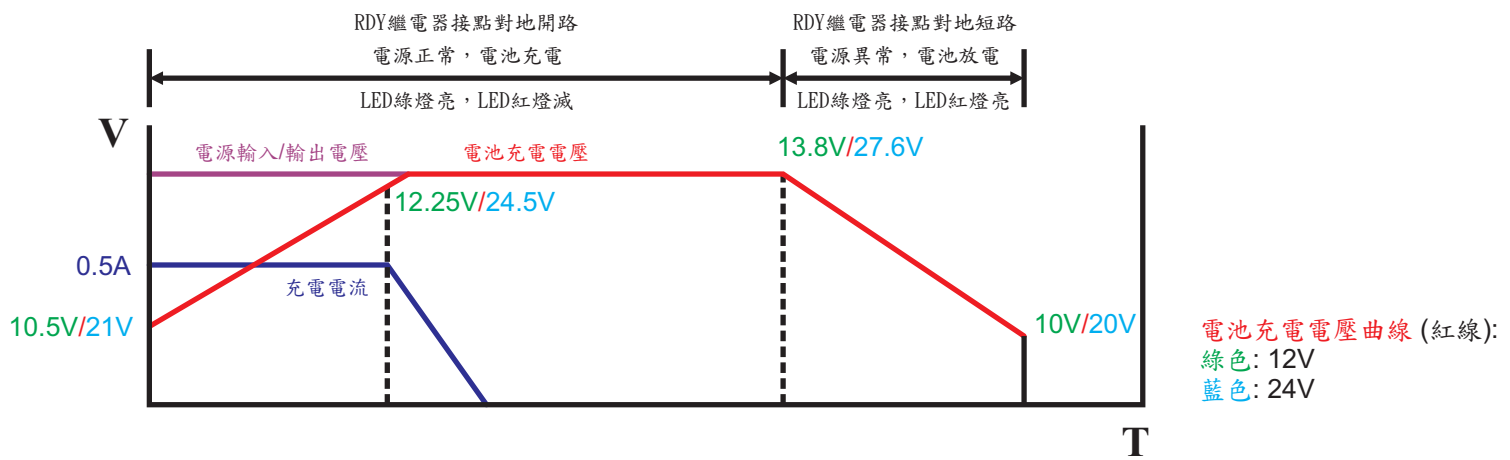 RDY繼電器接點對地開路
電源正常，電池充電
LED綠燈亮，LED紅燈滅
RDY繼電器接點對地短路
電源異常，電池放電
LED綠燈亮，LED紅燈亮
V
電源輸入/輸出電壓
電池充電電壓
13.8V/27.6V
12.25V/24.5V
0.5A
充電電流
10.5V/21V
10V/20V
T
電池充電電壓曲線 (紅線):
綠色: 12V
藍色: 24V